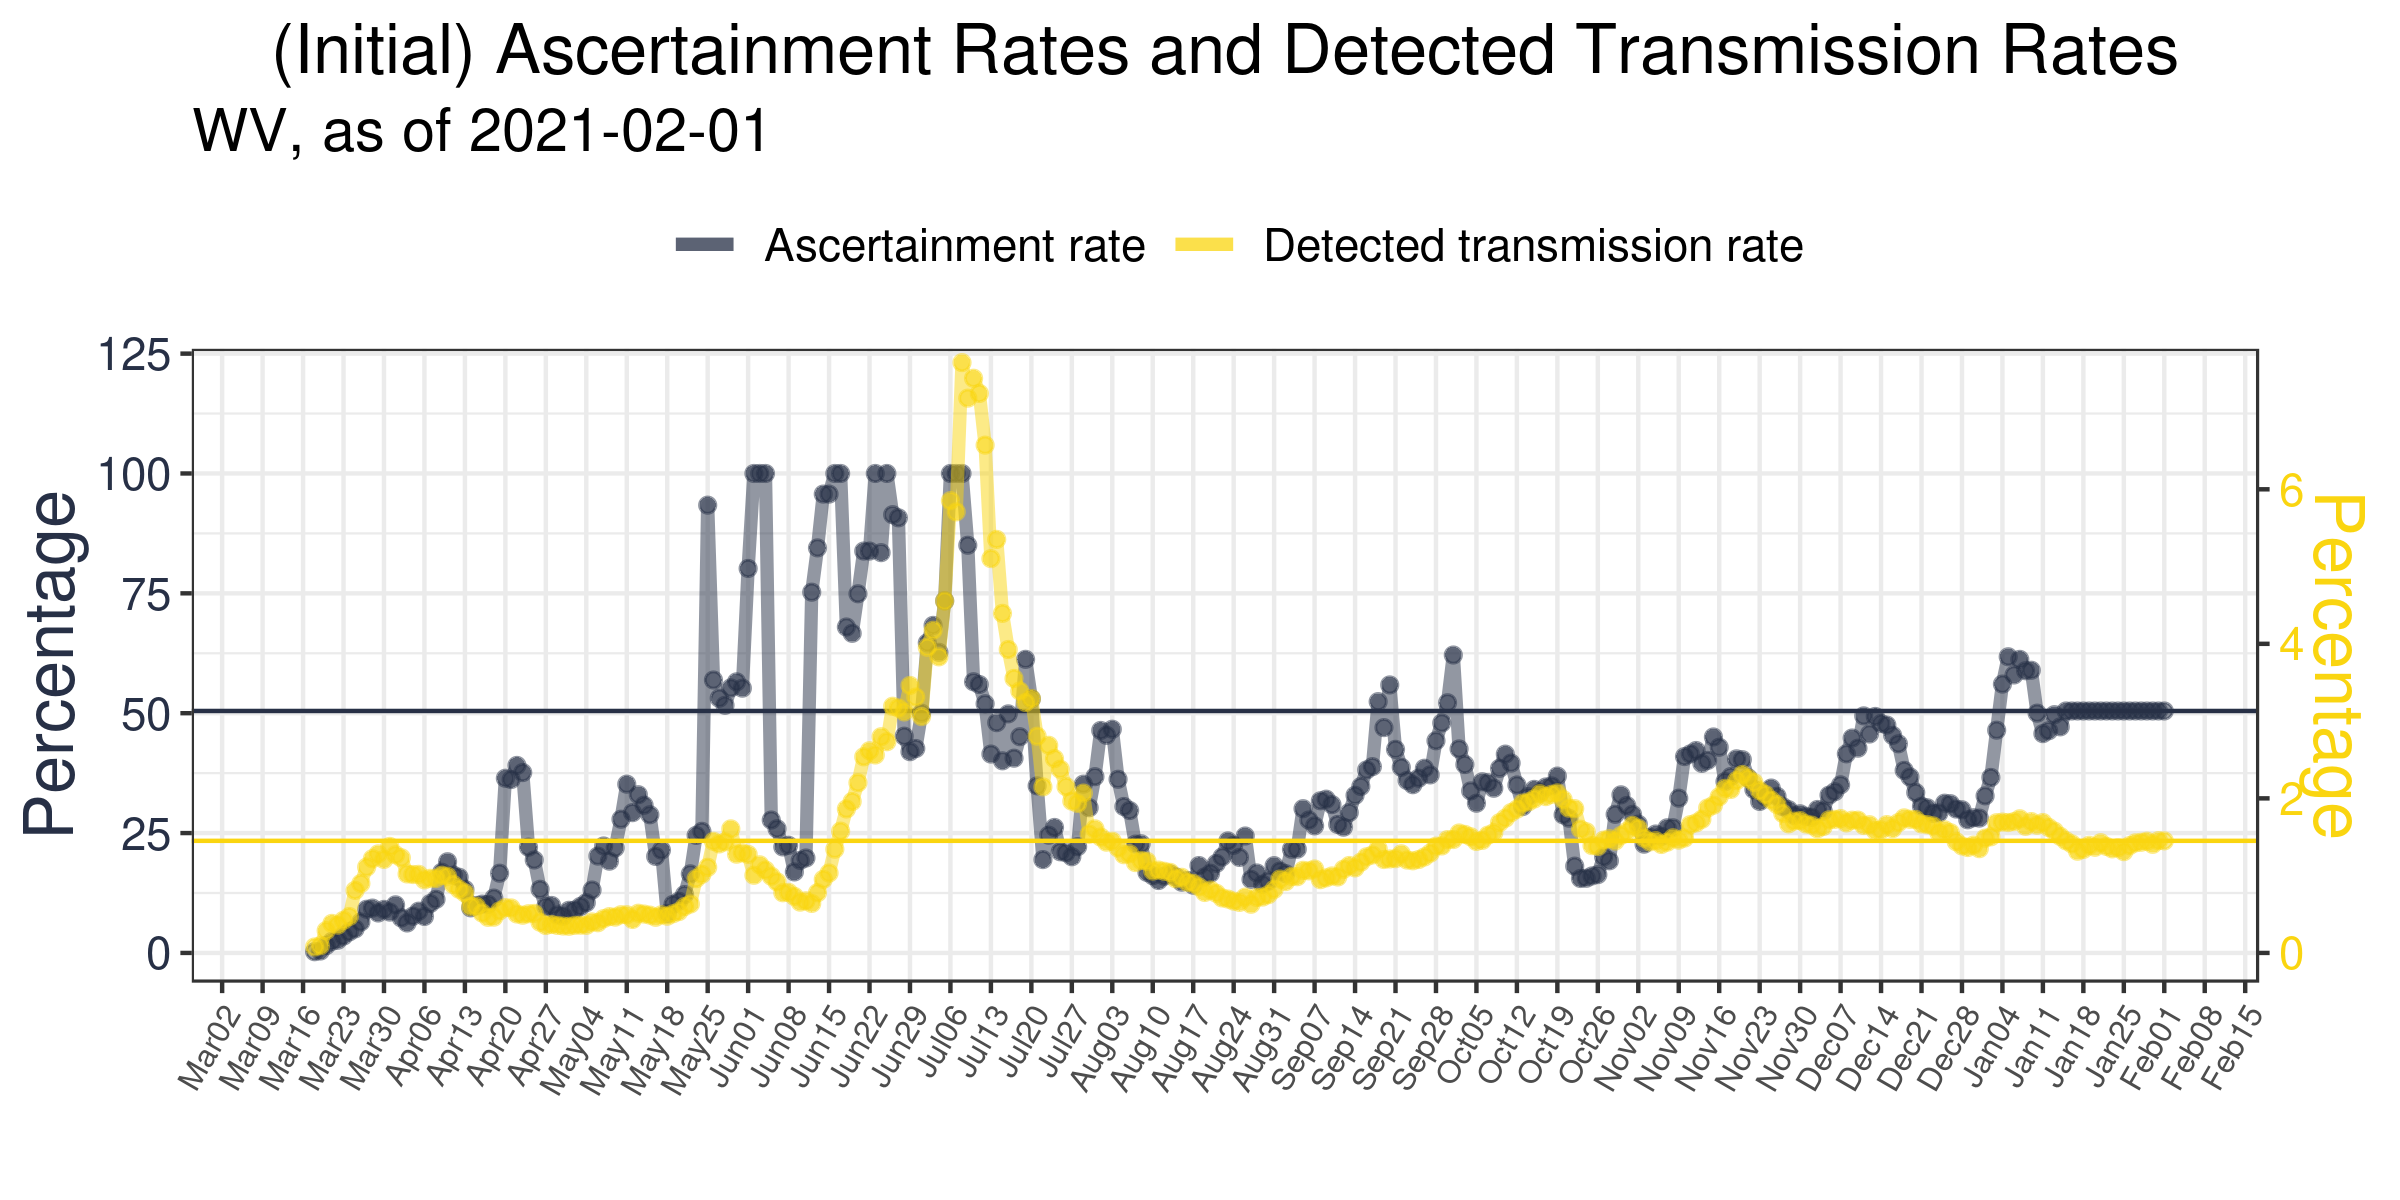 (Initial) Ascertainment Rates and Detected Transmission Rates
WV, as of 2021-02-01
Ascertainment rate
Detected transmission rate
Percentage
125
100
75
50
25
0
6
4
2
0
Percentage
Mar02
Mar09
Mar16
Mar23
Mar30
Apr06
Apr13
Apr20
Apr27
May04
May11
May18
May25
Jun01
Jun08
Jun15
Jun22
Jun29
Jul06
Jul13
Jul20
Jul27
Aug03
Aug10
Aug17
Aug24
Aug31
Sep07
Sep14
Sep21
Sep28
Oct05
Oct12
Oct19
Oct26
Nov02
Nov09
Nov16
Nov23
Nov30
Dec07
Dec14
Dec21
Dec28
Jan04
Jan11
Jan18
Jan25
Feb01
Feb08
Feb15